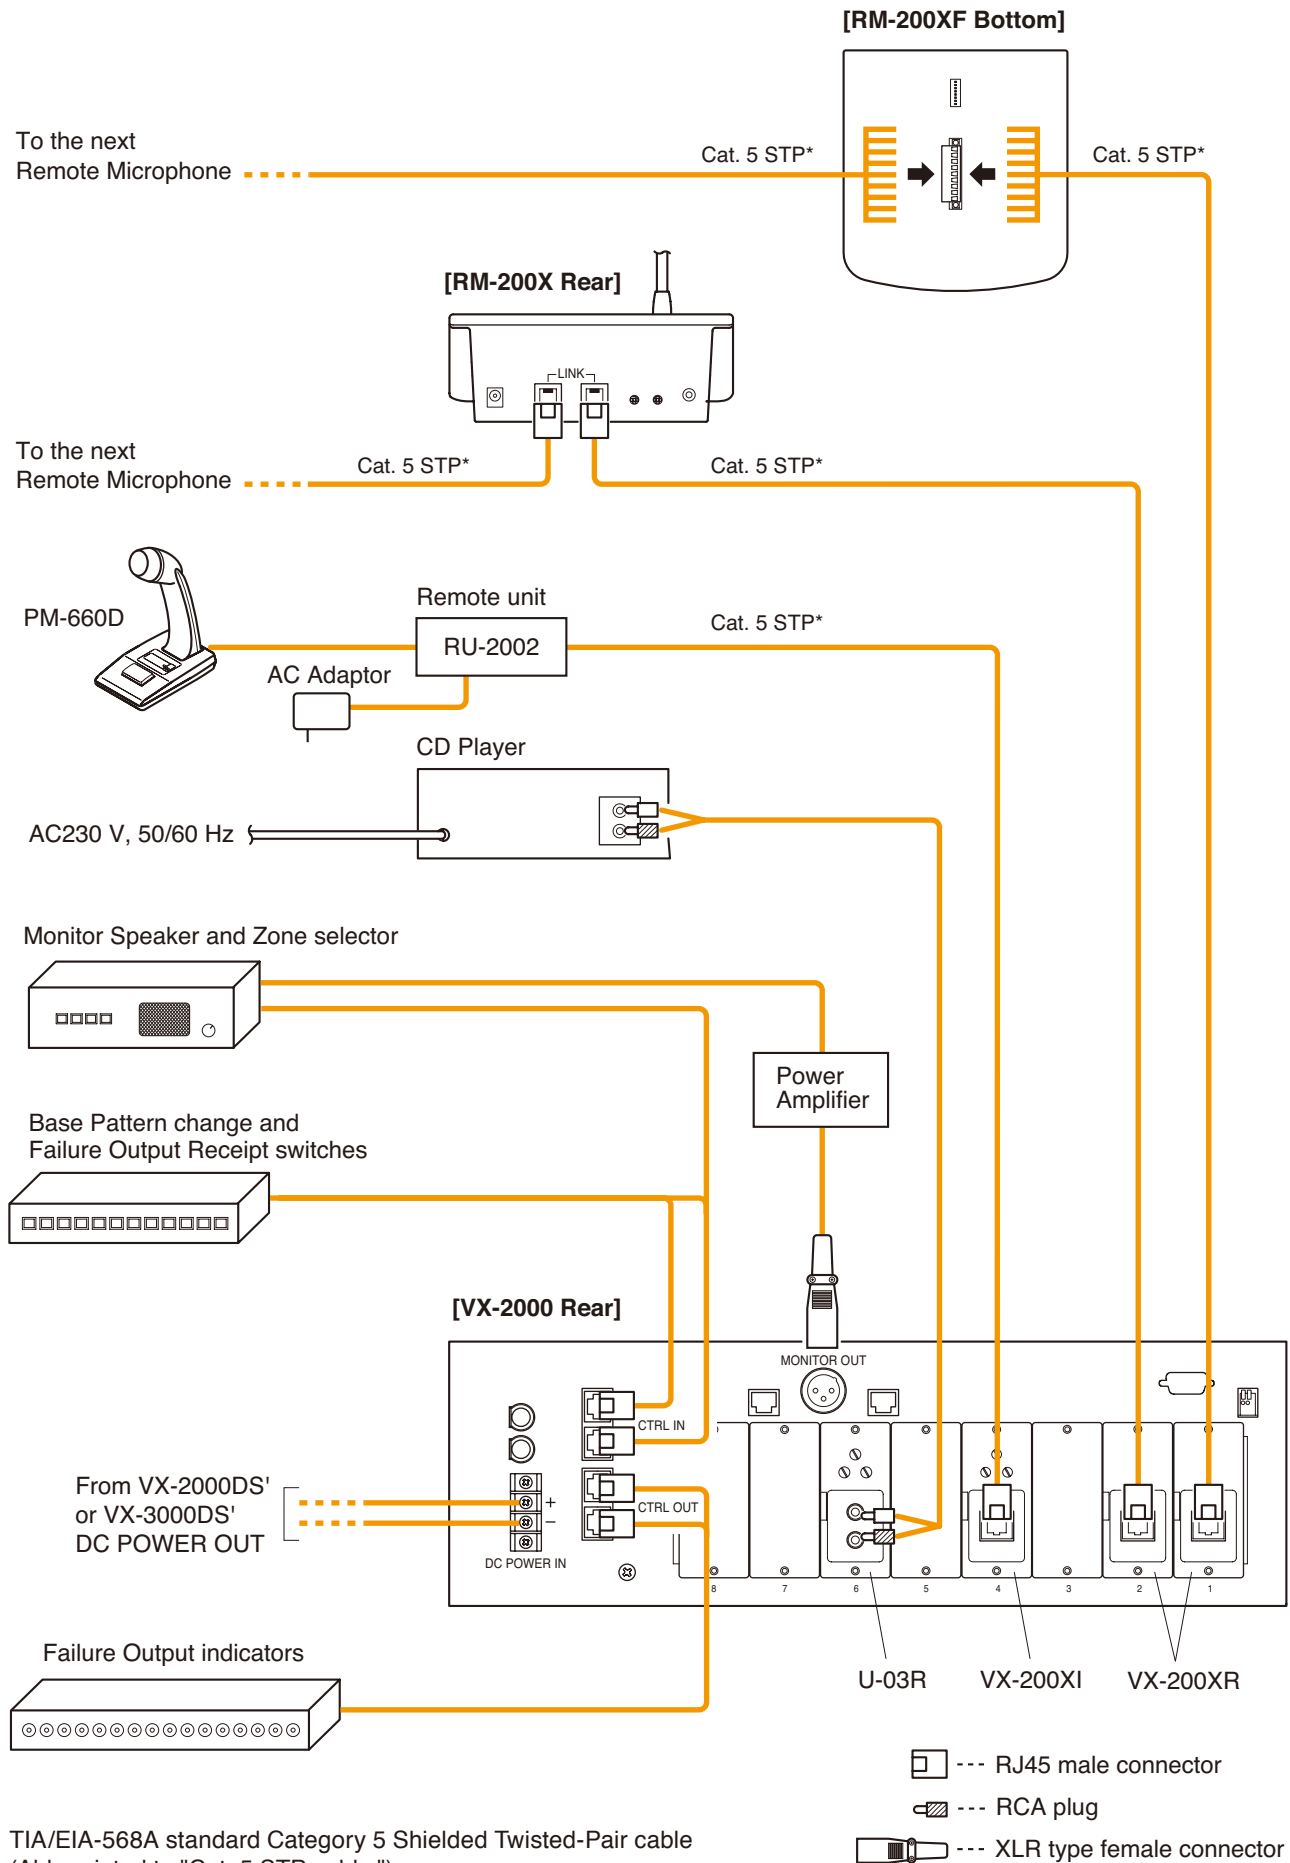 [RM-200XF Bottom]
To the next
Remote Microphone
Cat. 5 STP*
Cat. 5 STP*
[RM-200X Rear]
LINK
To the next
Remote Microphone
Cat. 5 STP*
Cat. 5 STP*
PM-660D
Remote unit
RU-2002
Cat. 5 STP*
AC Adaptor
CD Player
AC230 V, 50/60 Hz
Monitor Speaker and Zone selector
Power
Amplifier
Base Pattern change and
Failure Output Receipt switches
[VX-2000 Rear]
MONITOR OUT
CTRL IN
From VX-2000DS'
or VX-3000DS'
DC POWER OUT
+
−
CTRL OUT
DC POWER IN
8 7 6 5 4 3 2 1
Failure Output indicators
U-03R
VX-200XI
VX-200XR
--- RJ45 male connector
--- RCA plug
--- XLR type female connector
TIA/EIA-568A standard Category 5 Shielded Twisted-Pair cable